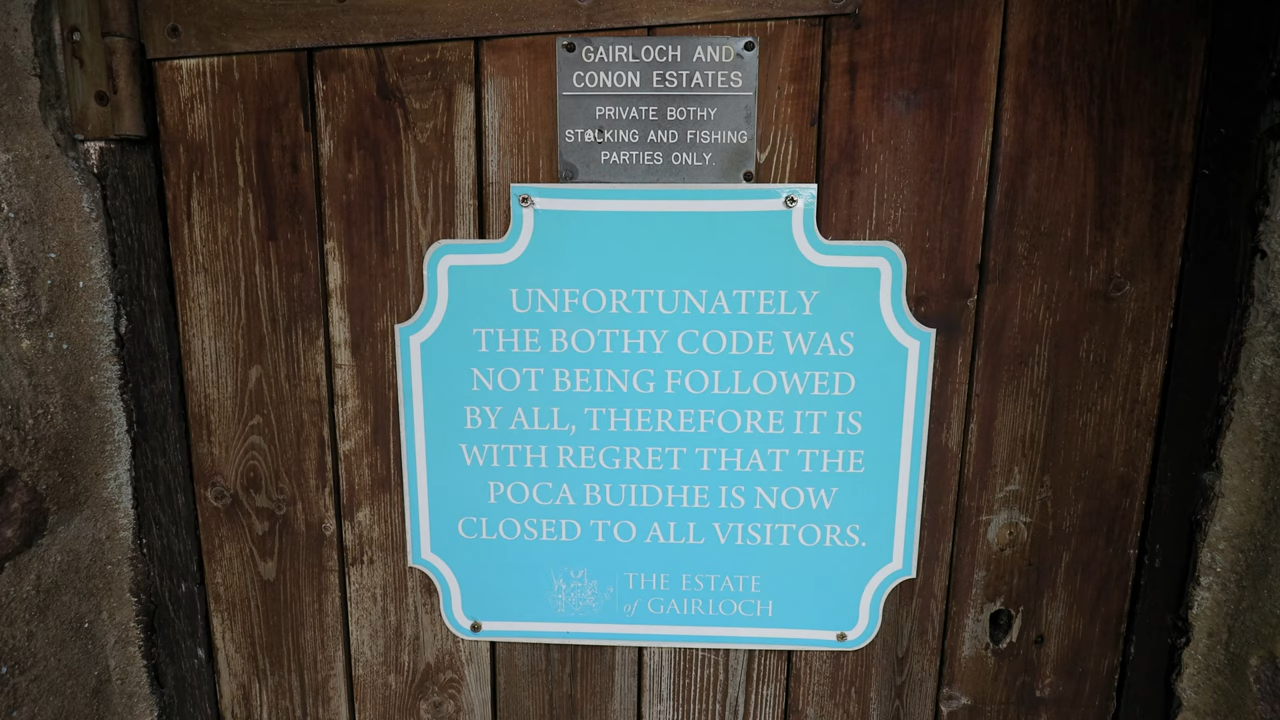 GAIRLOCH AND
CONON ESTATES
PRIVATE BOTHY
STALKING AND FISHING
PARTIES ONLY.
UNFORTUNATELY
THE BOTHY CODE WAS
NOT BEING FOLLOWED
BY ALL, THEREFORE IT IS
WITH REGRET THAT THE
POCA BUIDHE IS NOW
CLOSED TO ALL VISITORS.
THE ESTATE
of GAIRLOCH